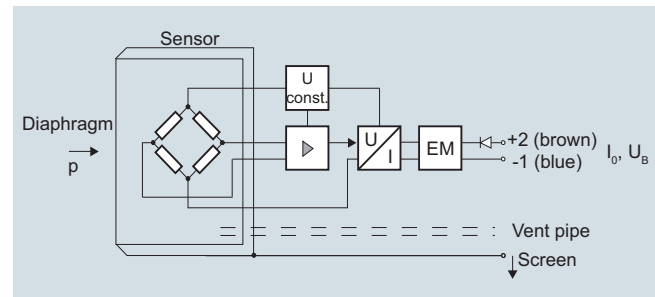 Sensor
U
const.
Diaphragm
p
U
I
EM
+2 (brown)
-1 (blue)
I0, UB
Vent pipe
Screen